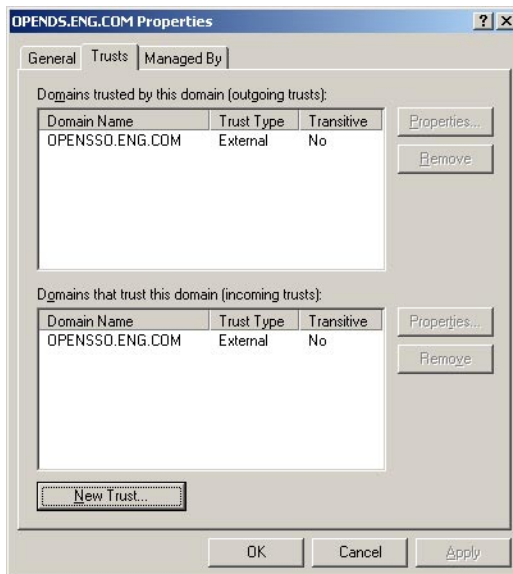 OPENDS.ENG.COM Properties ? ×
General Trusts Managed By
Domains trusted by this domain (outgoing trusts):
Domain Name Trust Type Transitive
OPENSSO.ENG.COM External No
Properties...
Remove
Domains that trust this domain (incoming trusts):
Domain Name Trust Type Transitive
OPENSSO.ENG.COM External No
Properties...
Remove
New Trust...
OK Cancel Apply